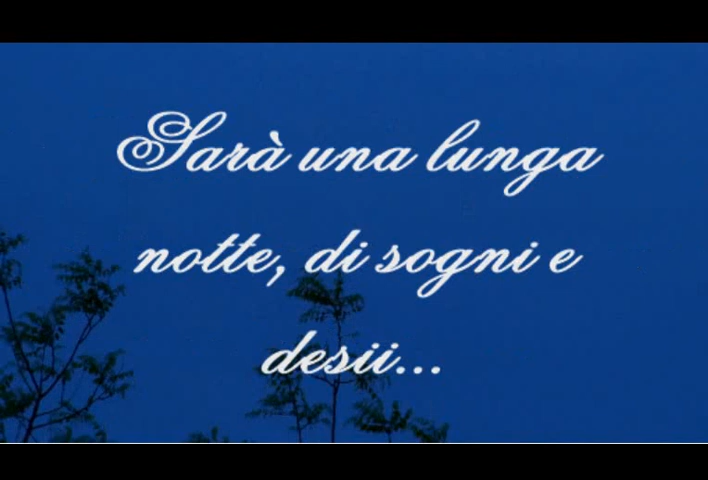 Sarà una lunga
notte, di sogni e
desii...